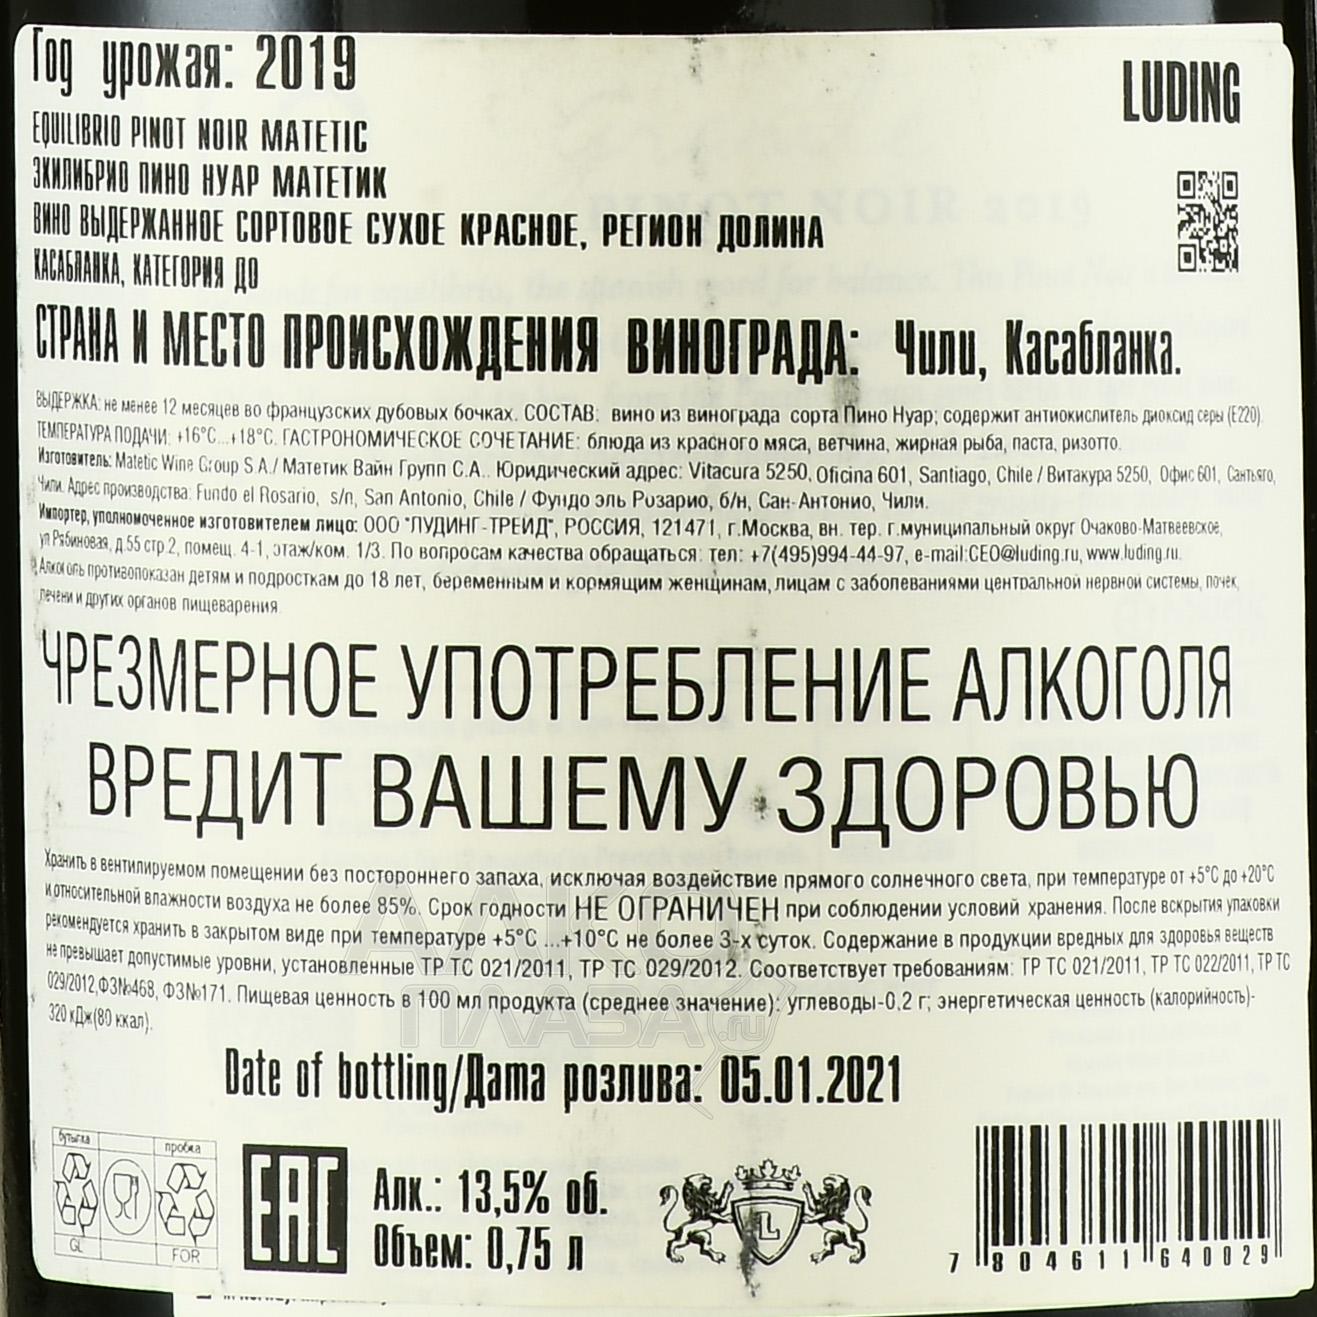 Год урожая: 2019
LUDING
EQUILIBRIO PINOT NOIR MATETIC
ЭКИЛИБРИО ПИНО НУАР МАТЕТИК
ВИНО ВЫДЕРЖАННОЕ СОРТОВОЕ СУХОЕ КРАСНОЕ, РЕГИОН ДОЛИНА
КАСАБЛАНКА, КАТЕГОРИЯ ДО
СТРАНА И МЕСТО ПРОИСХОЖДЕНИЯ ВИНОГРАДА: Чили, Касабланка.
ВЫДЕРЖКА: не менее 12 месяцев во французских дубовых бочках. СОСТАВ: вино из винограда сорта Пино Нуар; содержит антиокислитель диоксид серы (E220).
ТЕМПЕРАТУРА ПОДАЧИ: +16°C...+18°C. ГАСТРОНОМИЧЕСКОЕ СОЧЕТАНИЕ: блюда из красного мяса, ветчина, жирная рыба, паста, ризотто.
Изготовитель: Matetic Wine Group S.A./ Матетик Вайн Групп С.А.. Юридический адрес: Vitacura 5250, Oficina 601, Santiago, Chile / Витакура 5250, Офис 601, Сантьяго,
Чили. Адрес производства: Fundo el Rosario, s/n, San Antonio, Chile / Фундо эль Розарио, б/н, Сан-Антонио, Чили.
Импортер, уполномоченное изготовителем лицо: ООО "ЛУДИНГ-ТРЕЙД", РОССИЯ, 121471, г.Москва, вн. тер. г.муниципальный округ Очаково-Матвеевское,
ул Рябиновая, д.55 стр.2, помещ. 4-1, этаж/ком. 1/3. По вопросам качества обращаться: тел: +7(495)994-44-97, e-mail:CEO@luding.ru, www.luding.ru.
Алкоголь противопоказан детям и подросткам до 18 лет, беременным и кормящим женщинам, лицам с заболеваниями центральной нервной системы, почек,
печени и других органов пищеварения.
ЧРЕЗМЕРНОЕ УПОТРЕБЛЕНИЕ АЛКОГОЛЯ
ВРЕДИТ ВАШЕМУ ЗДОРОВЬЮ
Хранить в вентилируемом помещении без постороннего запаха, исключая воздействие прямого солнечного света, при температуре от +5°C до +20°C
и относительной влажности воздуха не более 85%. Срок годности НЕ ОГРАНИЧЕН при соблюдении условий хранения. После вскрытия упаковки
рекомендуется хранить в закрытом виде при температуре +5°C ...+10°C не более 3-х суток. Содержание в продукции вредных для здоровья веществ
не превышает допустимые уровни, установленные ТР ТС 021/2011, ТР ТС 029/2012. Соответствует требованиям: ТР ТС 021/2011, ТР ТС 022/2011, ТР ТС
029/2012,ФЗ№468, ФЗ№171. Пищевая ценность в 100 мл продукта (среднее значение): углеводы-0,2 г; энергетическая ценность (калорийность)-
320 кДж(80 ккал).
АЛКО
ПЛАЗА.ru
Date of bottling/Дата розлива: 05.01.2021
бутылка
пробка
GL
FOR
EAC
Алк.: 13,5% об.
Объем: 0,75 л
L
7 804611 640029